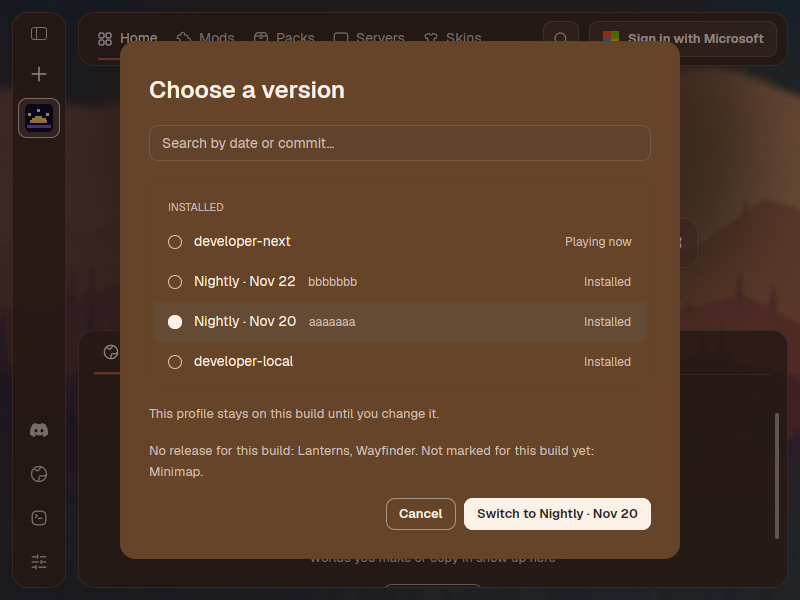 Home Mods Packs Servers Skins Sign in with Microsoft
Choose a version
Search by date or commit…
INSTALLED
developer-next Playing now
Nightly · Nov 22 bbbbbbb Installed
Nightly · Nov 20 aaaaaaa Installed
developer-local Installed
This profile stays on this build until you change it.
No release for this build: Lanterns, Wayfinder. Not marked for this build yet:
Minimap.
Cancel Switch to Nightly · Nov 20
Worlds you make or copy in show up here